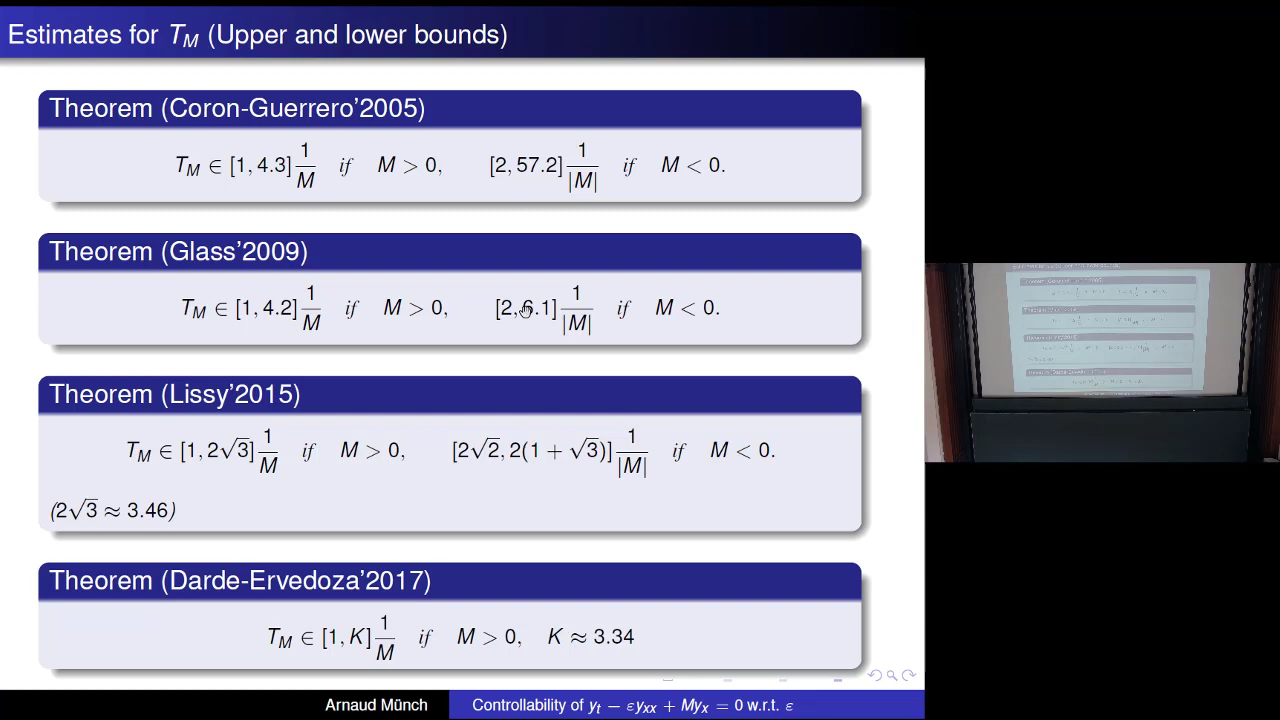 Estimates for T_M (Upper and lower bounds)
Theorem (Coron-Guerrero'2005)
T_M ∈ [1, 4.3] 1/M if M > 0, [2, 57.2] 1/|M| if M < 0.
Theorem (Glass'2009)
T_M ∈ [1, 4.2] 1/M if M > 0, [2, 6.1] 1/|M| if M < 0.
Theorem (Lissy'2015)
T_M ∈ [1, 2√3] 1/M if M > 0, [2√2, 2(1 + √3)] 1/|M| if M < 0.
(2√3 ≈ 3.46)
Theorem (Darde-Ervedoza'2017)
T_M ∈ [1, K] 1/M if M > 0, K ≈ 3.34
Arnaud Münch Controllability of y_t − εy_xx + My_x = 0 w.r.t. ε